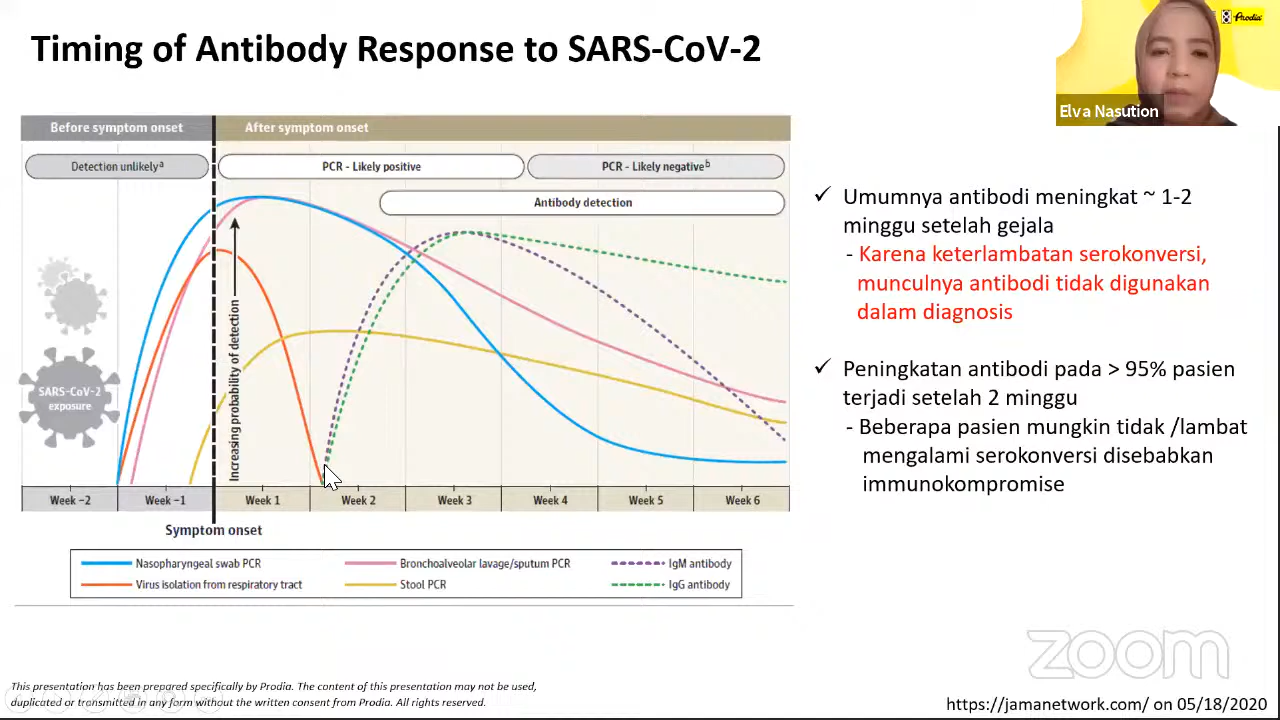 Timing of Antibody Response to SARS-CoV-2
Prodia
Elva Nasution
Before symptom onset
After symptom onset
Detection unlikelyᵃ
PCR - Likely positive
PCR - Likely negativeᵇ
Antibody detection
SARS-CoV-2
exposure
Increasing probability of detection
Week −2
Week −1
Week 1
Week 2
Week 3
Week 4
Week 5
Week 6
Symptom onset
Nasopharyngeal swab PCR
Virus isolation from respiratory tract
Bronchoalveolar lavage/sputum PCR
Stool PCR
IgM antibody
IgG antibody
✓ Umumnya antibodi meningkat ~ 1-2
minggu setelah gejala
- Karena keterlambatan serokonversi,
munculnya antibodi tidak digunakan
dalam diagnosis
✓ Peningkatan antibodi pada > 95% pasien
terjadi setelah 2 minggu
- Beberapa pasien mungkin tidak /lambat
mengalami serokonversi disebabkan
immunokompromise
zoom
This presentation has been prepared specifically by Prodia. The content of this presentation may not be used,
duplicated or transmitted in any form without the written consent from Prodia. All rights reserved.
https://jamanetwork.com/ on 05/18/2020